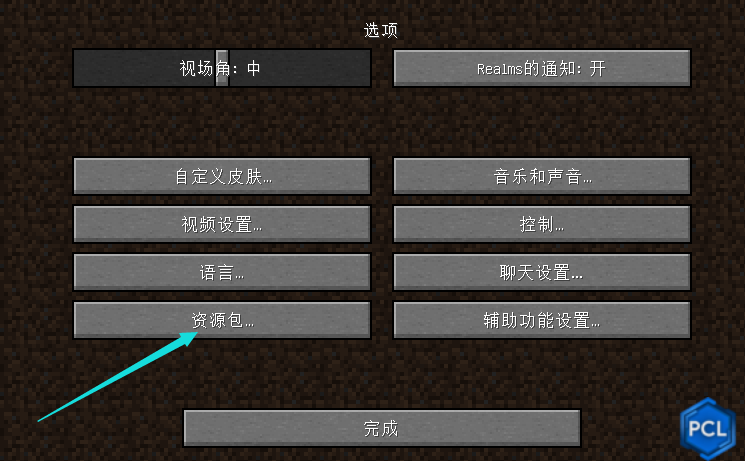 选项
视场角: 中
Realms的通知: 开
自定义皮肤...
音乐和声音...
视频设置...
控制...
语言...
聊天设置...
资源包...
辅助功能设置...
完成
PCL